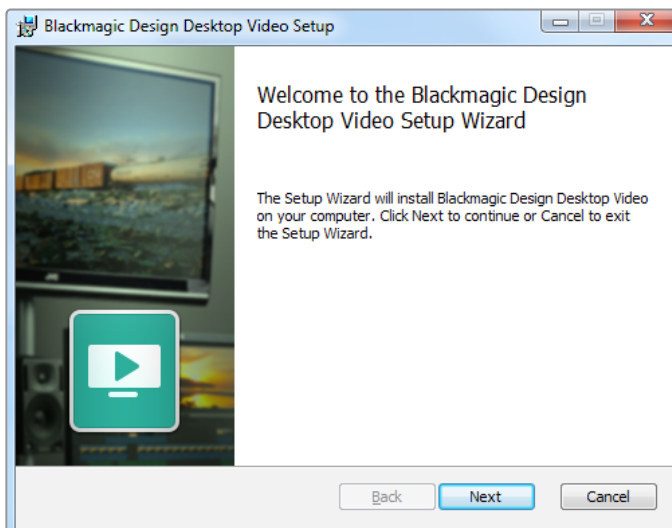 Blackmagic Design Desktop Video Setup
Welcome to the Blackmagic Design
Desktop Video Setup Wizard
The Setup Wizard will install Blackmagic Design Desktop Video
on your computer. Click Next to continue or Cancel to exit
the Setup Wizard.
JVC
Back Next Cancel